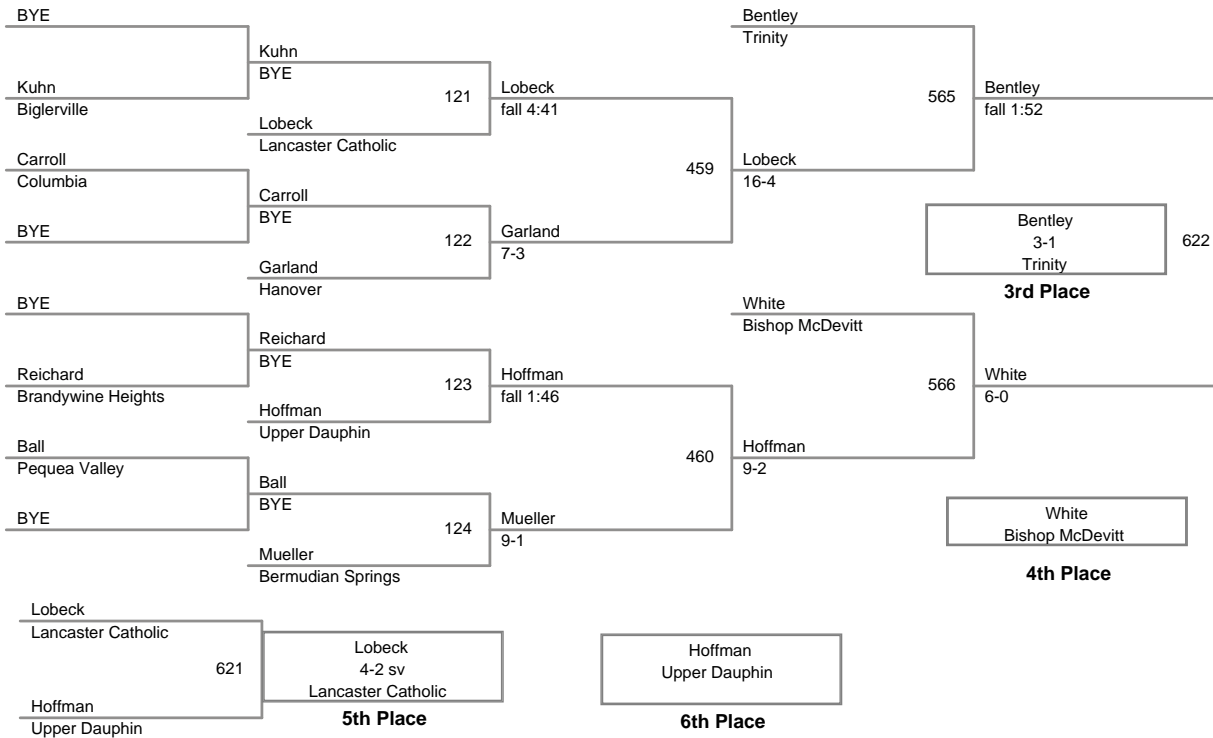 BYE
Kuhn
Biglerville
Carroll
Columbia
BYE
BYE
Reichard
Brandywine Heights
Ball
Pequea Valley
BYE
Kuhn
BYE
121
Lobeck
Lancaster Catholic
Carroll
BYE
122
Garland
Hanover
Reichard
BYE
123
Hoffman
Upper Dauphin
Ball
BYE
124
Mueller
Bermudian Springs
Lobeck
fall 4:41
459
Garland
7-3
Hoffman
fall 1:46
460
Mueller
9-1
Bentley
Trinity
565
Lobeck
16-4
White
Bishop McDevitt
566
Hoffman
9-2
Bentley
fall 1:52
Bentley
3-1
Trinity
622
3rd Place
White
6-0
White
Bishop McDevitt
4th Place
Lobeck
Lancaster Catholic
621
Hoffman
Upper Dauphin
Lobeck
4-2 sv
Lancaster Catholic
5th Place
Hoffman
Upper Dauphin
6th Place